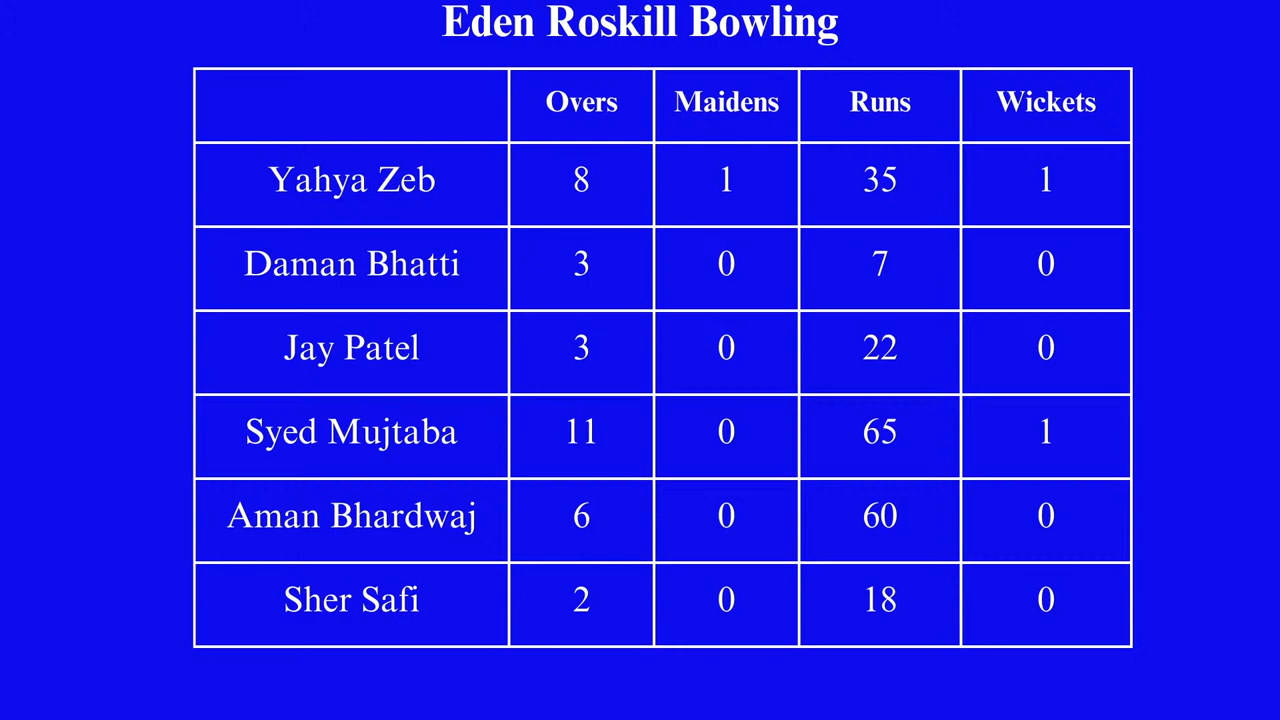 Eden Roskill Bowling
Overs Maidens Runs Wickets
Yahya Zeb 8 1 35 1
Daman Bhatti 3 0 7 0
Jay Patel 3 0 22 0
Syed Mujtaba 11 0 65 1
Aman Bhardwaj 6 0 60 0
Sher Safi 2 0 18 0